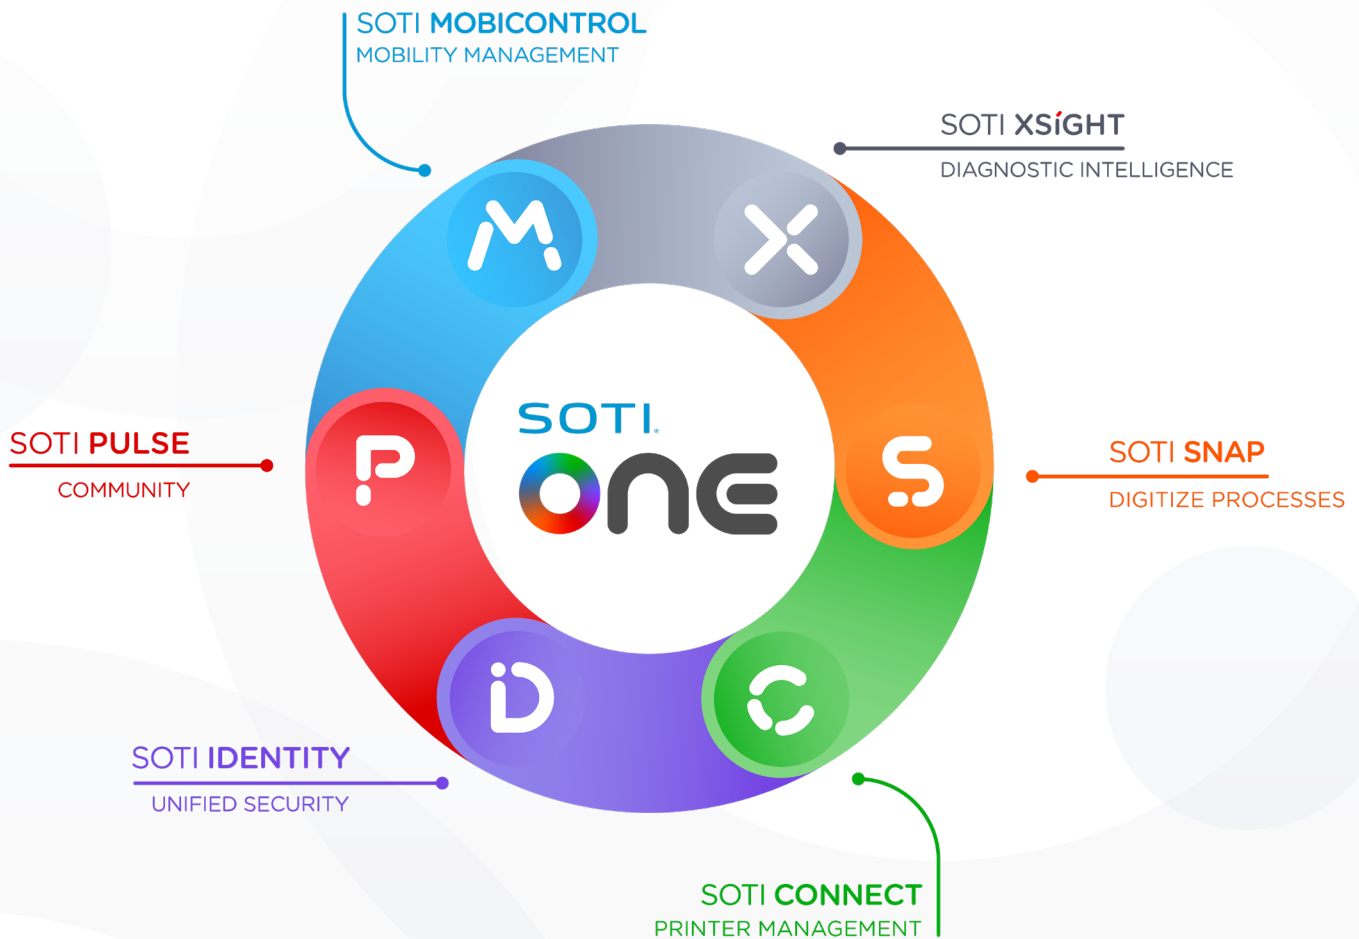 SOTI MOBICONTROL
MOBILITY MANAGEMENT
SOTI XSiGHT
DIAGNOSTIC INTELLIGENCE
M
X
SOTI PULSE
COMMUNITY
P
SOTI.
ONE
S
SOTI SNAP
DIGITIZE PROCESSES
iD
C
SOTI IDENTITY
UNIFIED SECURITY
SOTI CONNECT
PRINTER MANAGEMENT